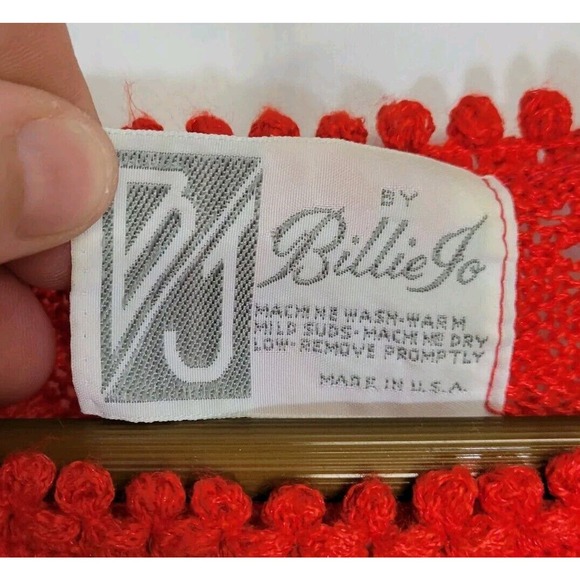 BJ
BY
Billie Jo
MACHINE WASH-WARM
MILD SUDS-MACHINE DRY
LOW-REMOVE PROMPTLY
MADE IN U.S.A.